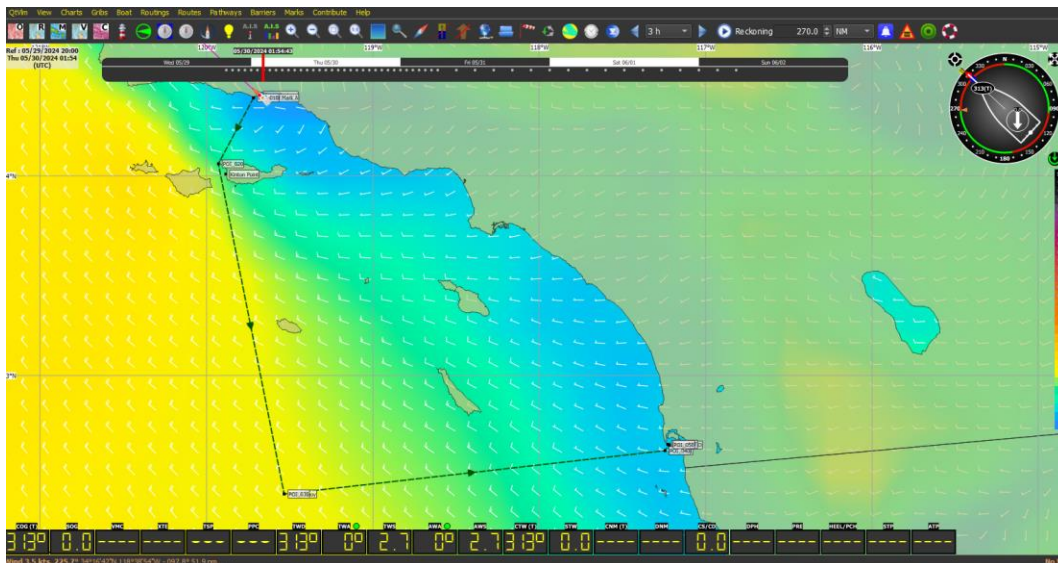 QtVlm View Charts Gribs Boat Routings Routes Pathways Barriers Marks Contribute Help
3 h Reckoning 270.0 NM
Ref : 05/29/2024 20:00
Thu 05/30/2024 01:54
(UTC)
120°W 119°W 118°W 117°W 116°W 115°W
05/30/2024 01:54:43
Wed 05/29 Thu 05/30 Fri 05/31 Sat 06/01 Sun 06/02
313(T)
POI_020
Kinton Point
COG (T) SOG VMC XTE TSP PPC TWD TWA TWS AWA AWS CTW (T) STW CNM (T) DNM CS/CD DPH PRE HEEL/PCH STP ATP
313° 0.0 ---- ---- ---- --- 313° 0° 2.7 0° 2.7 313° 0.0 ---- ---- 0.0 ---- ---- ---- ---- ----